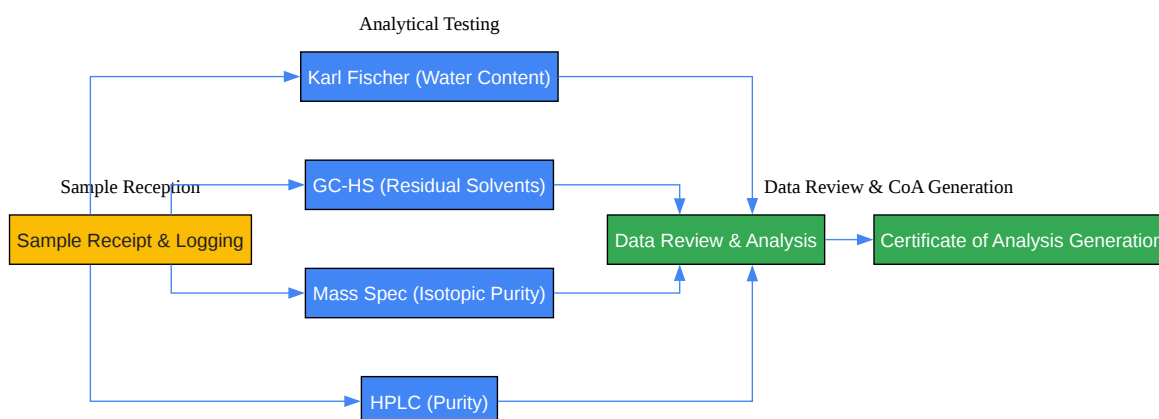 Analytical Testing
Karl Fischer (Water Content)
Sample Reception
GC-HS (Residual Solvents)
Data Review & CoA Generation
Sample Receipt & Logging
Data Review & Analysis
Certificate of Analysis Generation
Mass Spec (Isotopic Purity)
HPLC (Purity)